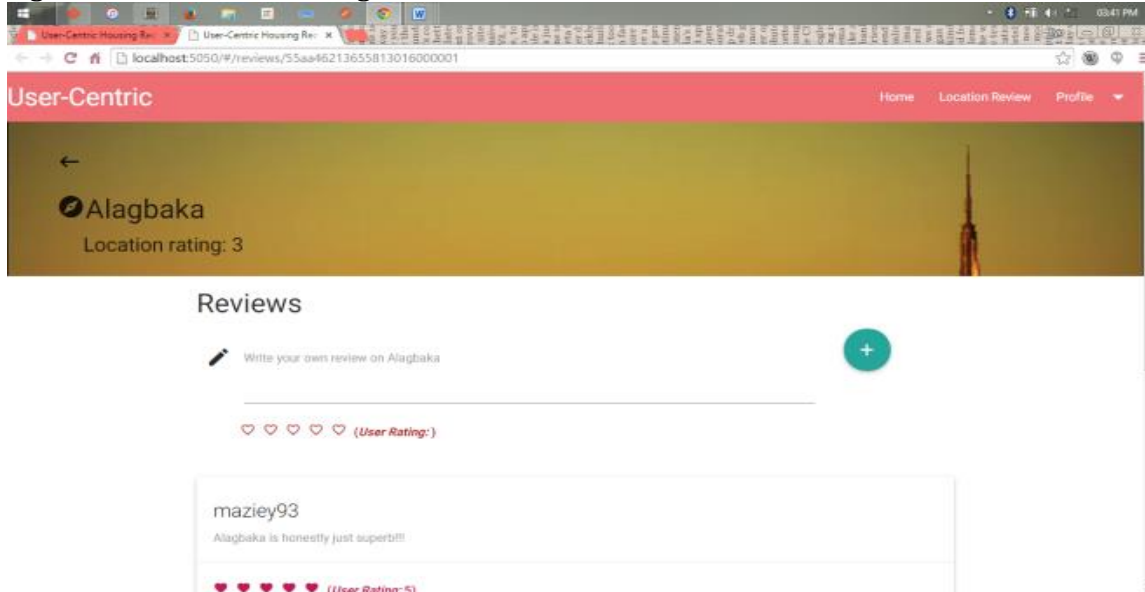 03:41 PM
User-Centric Housing Rec
User-Centric Housing Rec
localhost:5050/#/reviews/55aa46213655813016000001
User-Centric Home Location Review Profile
Alagbaka
Location rating: 3
Reviews
Write your own review on Alagbaka
(User Rating: )
maziey93
Alagbaka is honestly just superb!!!
(User Rating: 5)